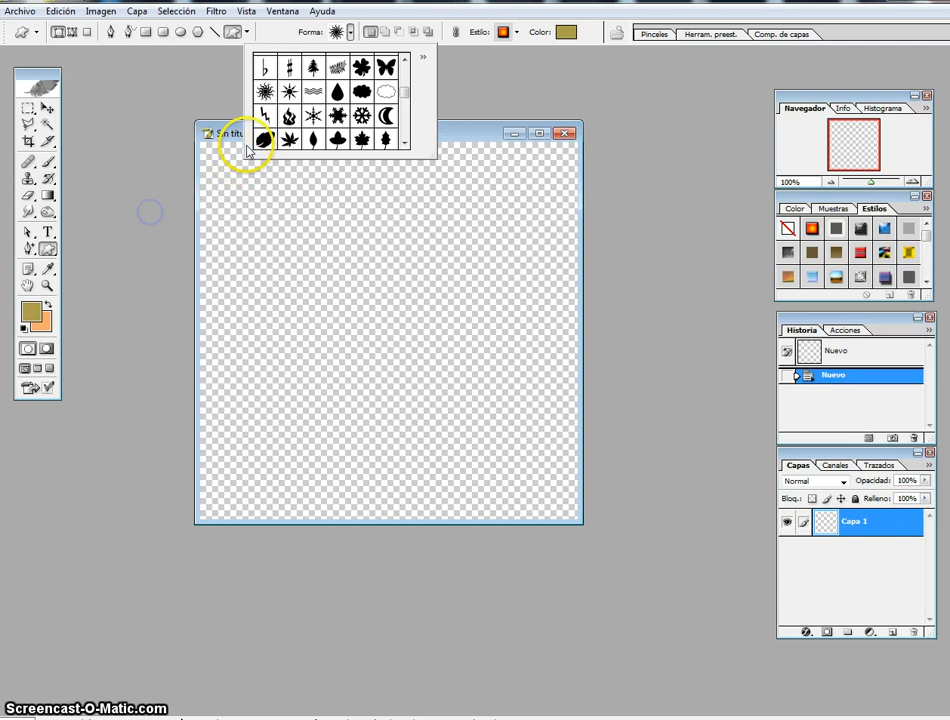 Archivo Edición Imagen Capa Selección Filtro Vista Ventana Ayuda
Forma: Estilo: Color: Pinceles Herram. preest. Comp. de capas
Navegador Info Histograma
Sin títu
100%
Color Muestras Estilos
Historia Acciones
Nuevo
Nuevo
Capas Canales Trazados
Normal Opacidad: 100%
Bloq.: Relleno: 100%
Capa 1
Screencast-O-Matic.com